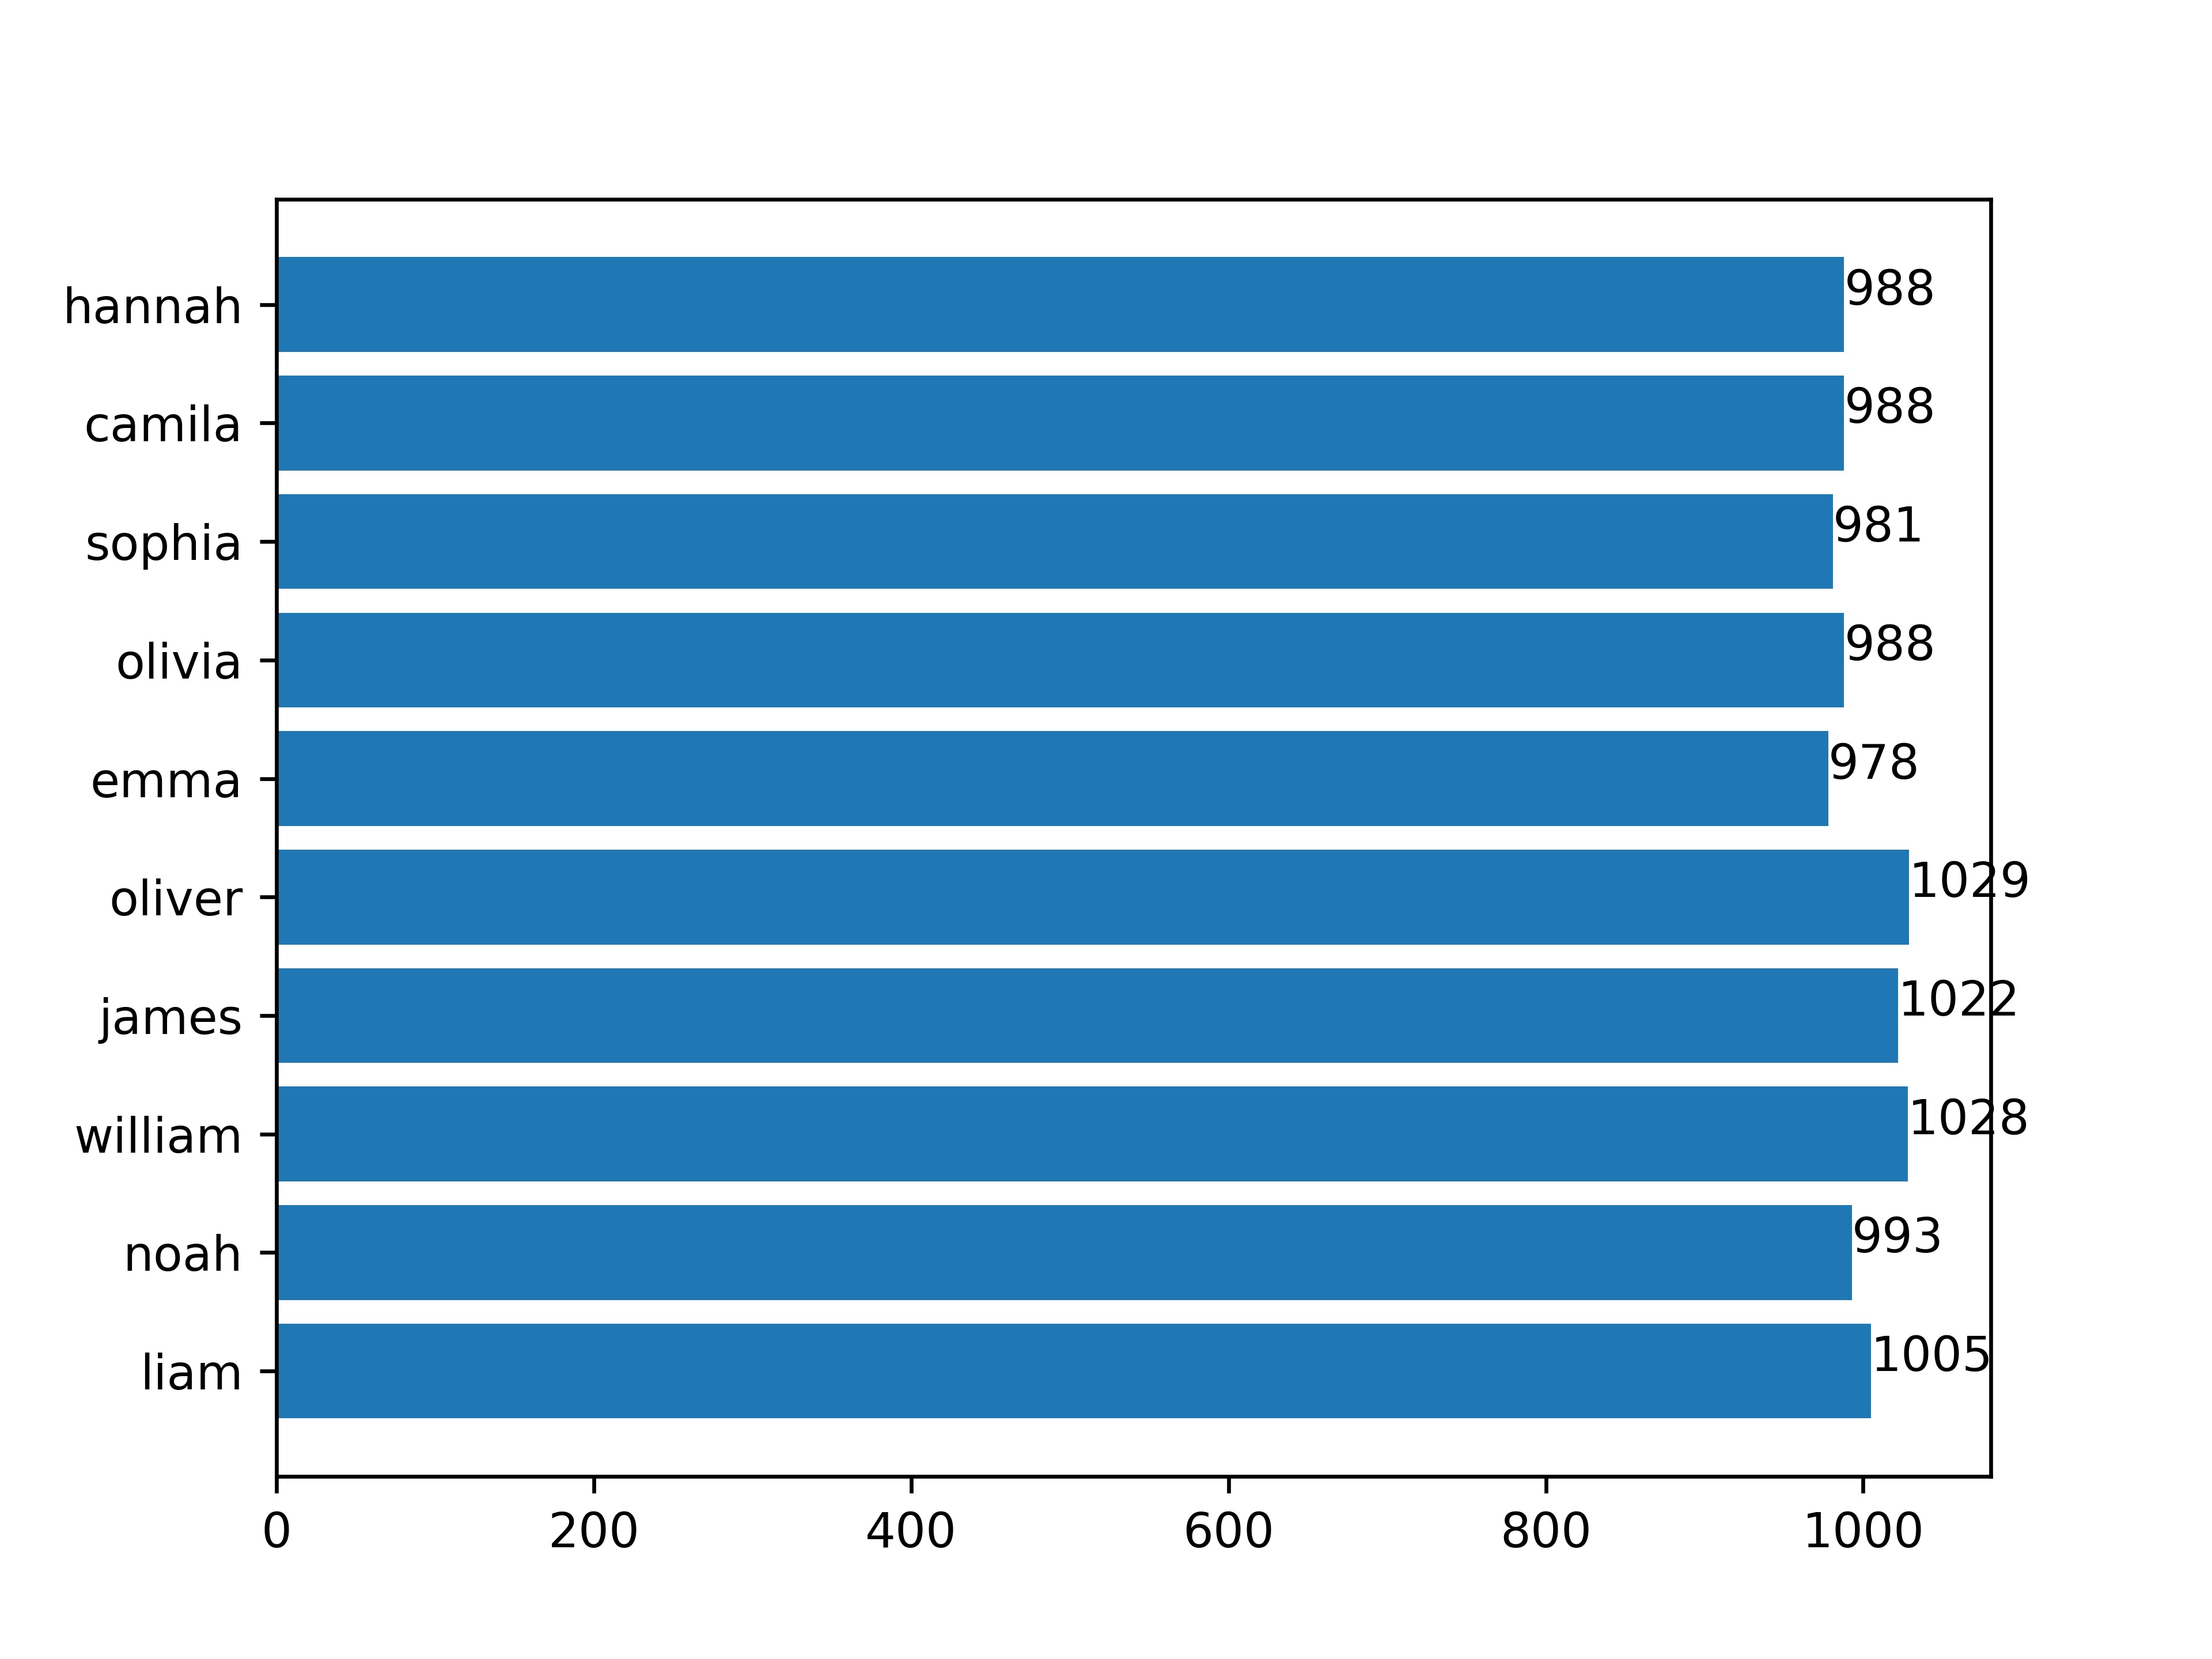 hannah 988
camila 988
sophia 981
olivia 988
emma 978
oliver 1029
james 1022
william 1028
noah 993
liam 1005
0 200 400 600 800 1000